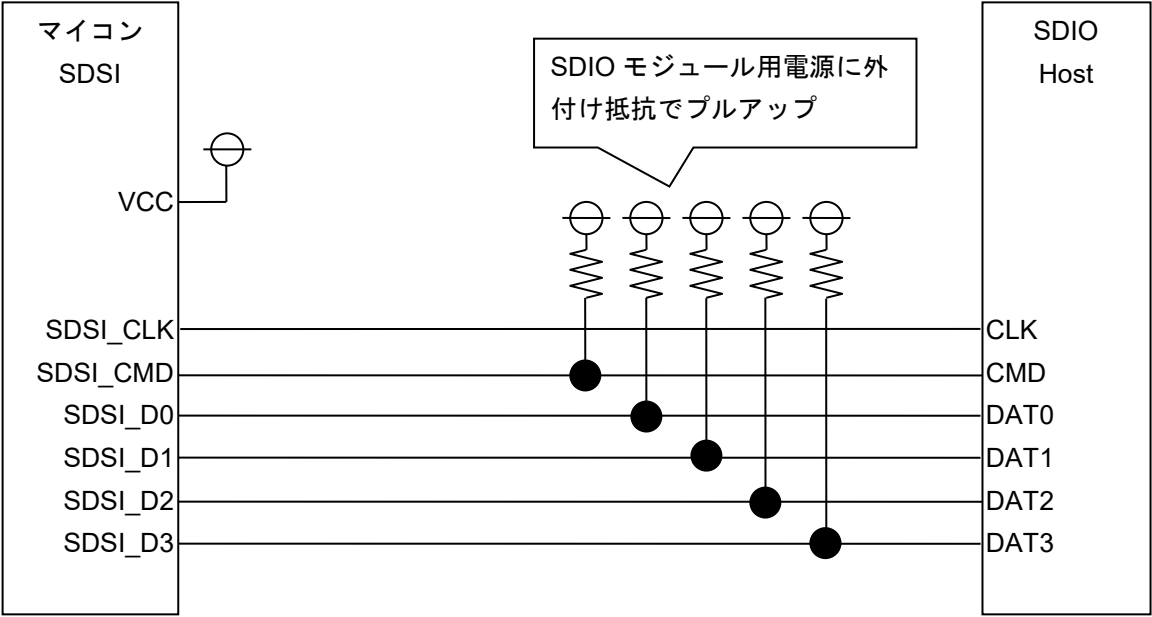 マイコン
SDSI
SDIO
Host
SDIO モジュール用電源に外
付け抵抗でプルアップ
VCC
SDSI_CLK
CLK
SDSI_CMD
CMD
SDSI_D0
DAT0
SDSI_D1
DAT1
SDSI_D2
DAT2
SDSI_D3
DAT3